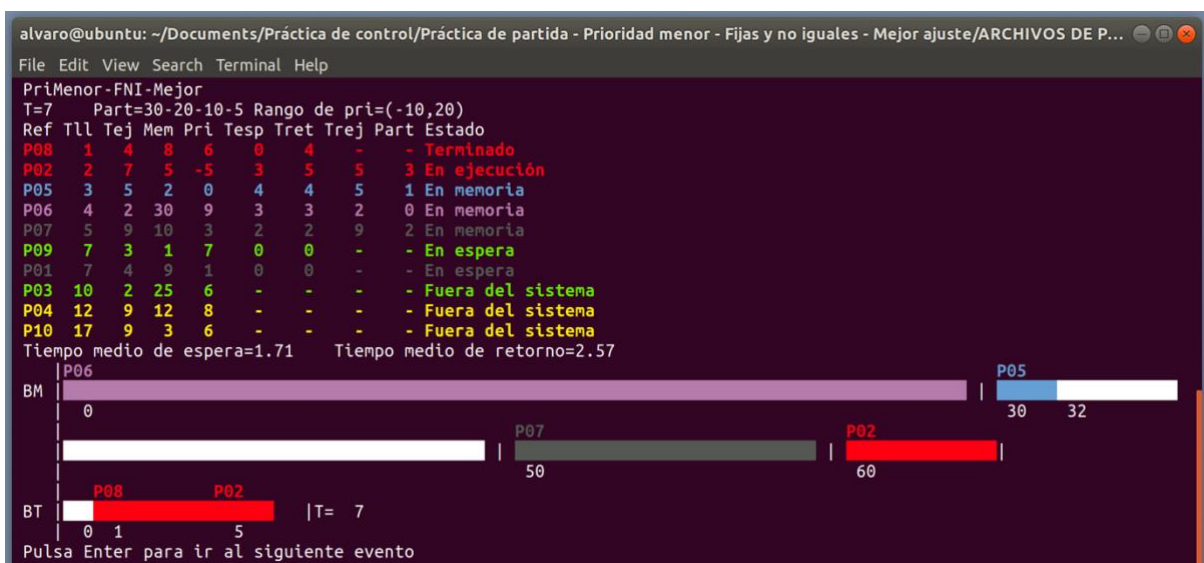 alvaro@ubuntu: ~/Documents/Práctica de control/Práctica de partida - Prioridad menor - Fijas y no iguales - Mejor ajuste/ARCHIVOS DE P...
File Edit View Search Terminal Help
PriMenor-FNI-Mejor
T=7 Part=30-20-10-5 Rango de pri=(-10,20)
Ref Tll Tej Mem Pri Tesp Tret Trej Part Estado
P08 1 4 8 6 0 4 - - Terminado
P02 2 7 5 -5 3 5 5 3 En ejecución
P05 3 5 2 0 4 4 5 1 En memoria
P06 4 2 30 9 3 3 2 0 En memoria
P07 5 9 10 3 2 2 9 2 En memoria
P09 7 3 1 7 0 0 - - En espera
P01 7 4 9 1 0 0 - - En espera
P03 10 2 25 6 - - - - Fuera del sistema
P04 12 9 12 8 - - - - Fuera del sistema
P10 17 9 3 6 - - - - Fuera del sistema
Tiempo medio de espera=1.71 Tiempo medio de retorno=2.57
|P06 P05
BM | |
| 0 30 32
| P07 P02
| | | |
| 50 60
| P08 P02
BT | |T= 7
| 0 1 5
Pulsa Enter para ir al siguiente evento